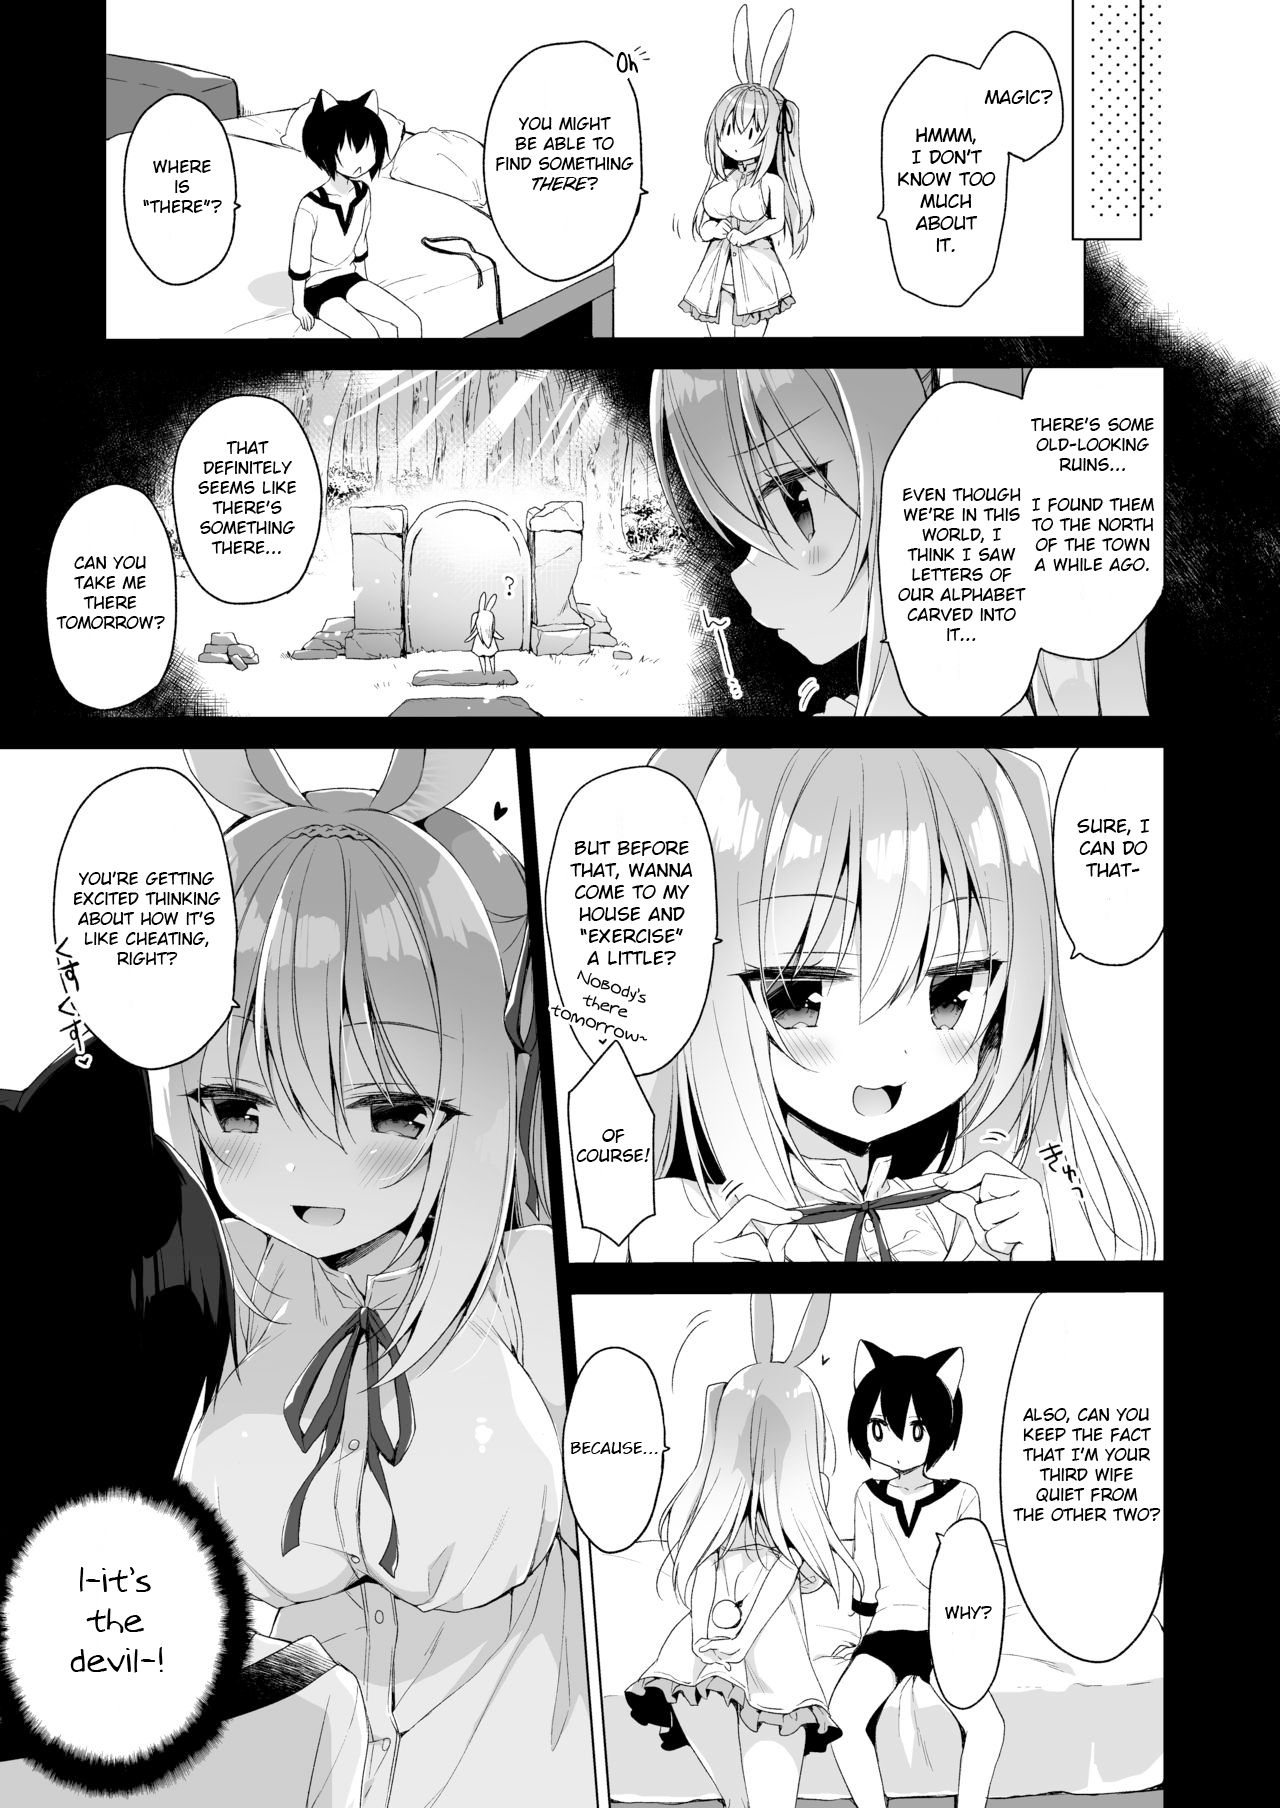 MAGIC?
HMMM,
I DON'T
KNOW TOO
MUCH
ABOUT
IT.
Oh
YOU MIGHT
BE ABLE TO
FIND SOMETHING
THERE?
WHERE
IS
"THERE"?
THERE'S SOME
OLD-LOOKING
RUINS...
I FOUND THEM
TO THE NORTH
OF THE TOWN
A WHILE AGO.
EVEN THOUGH
WE'RE IN THIS
WORLD, I
THINK I SAW
LETTERS OF
OUR ALPHABET
CARVED INTO
IT...
?
THAT
DEFINITELY
SEEMS LIKE
THERE'S
SOMETHING
THERE...
CAN YOU
TAKE ME
THERE
TOMORROW?
SURE, I
CAN DO
THAT-
BUT BEFORE
THAT, WANNA
COME TO MY
HOUSE AND
"EXERCISE"
A LITTLE?
NoBody's
there
tomorrow~
OF
COURSE!
ALSO, CAN YOU
KEEP THE FACT
THAT I'M YOUR
THIRD WIFE
QUIET FROM
THE OTHER TWO?
WHY?
BECAUSE...
YOU'RE GETTING
EXCITED THINKING
ABOUT HOW IT'S
LIKE CHEATING,
RIGHT?
くすくす
I-it's
the
devil-!